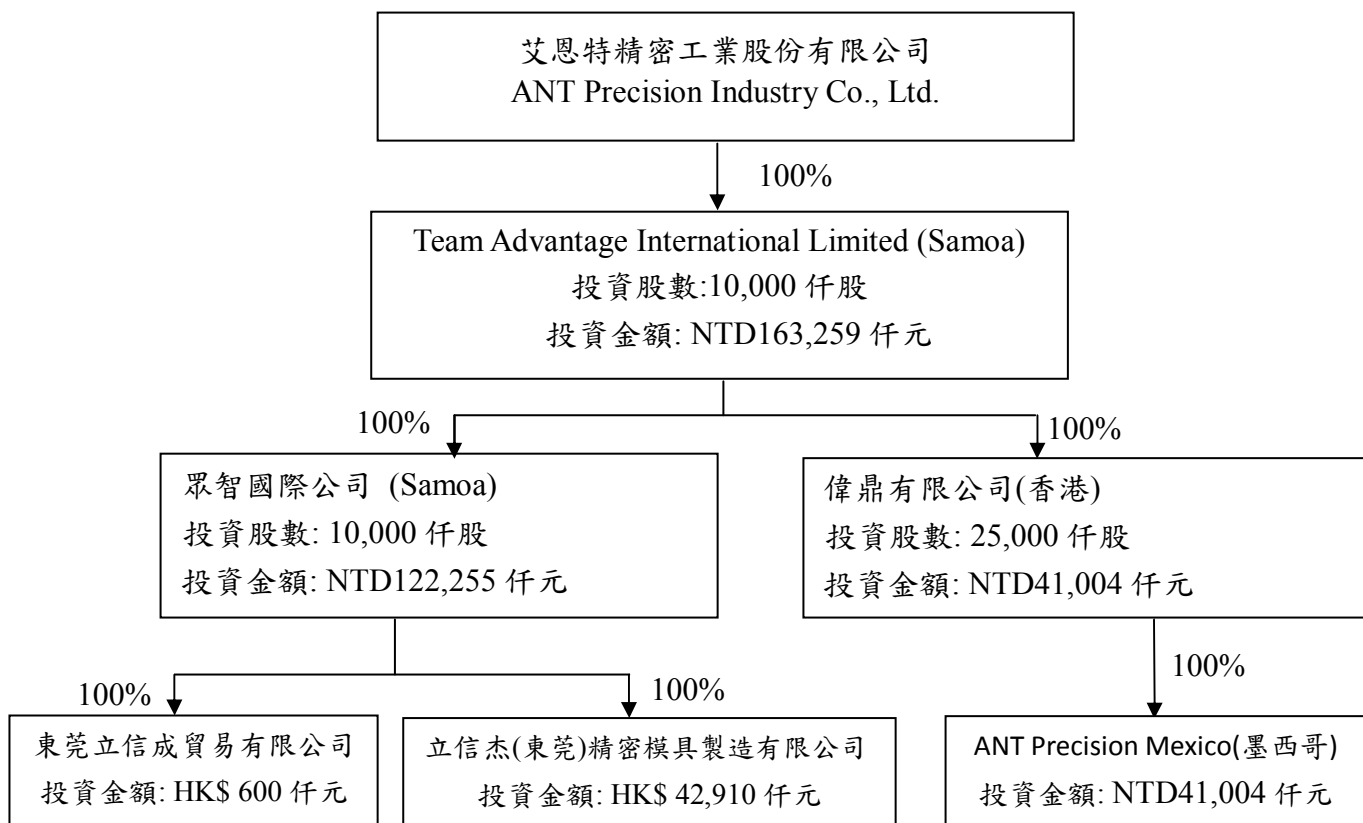 艾恩特精密工業股份有限公司
ANT Precision Industry Co., Ltd.
100%
Team Advantage International Limited (Samoa)
投資股數:10,000 仟股
投資金額: NTD163,259 仟元
100%
100%
眾智國際公司 (Samoa)
投資股數: 10,000 仟股
投資金額: NTD122,255 仟元
偉鼎有限公司(香港)
投資股數: 25,000 仟股
投資金額: NTD41,004 仟元
100%
100%
100%
東莞立信成貿易有限公司
投資金額: HK$ 600 仟元
立信杰(東莞)精密模具製造有限公司
投資金額: HK$ 42,910 仟元
ANT Precision Mexico(墨西哥)
投資金額: NTD41,004 仟元